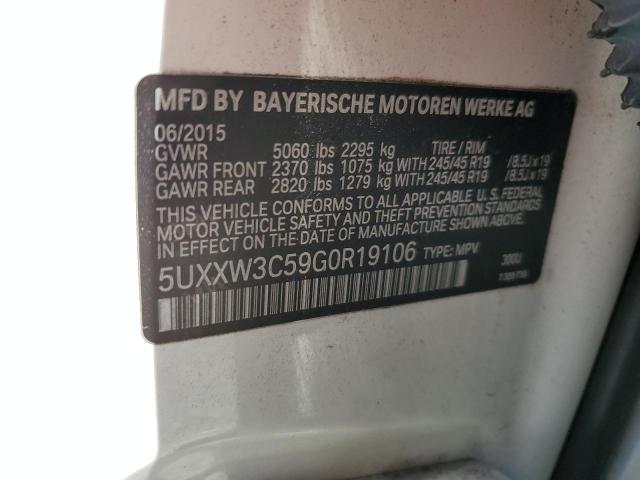 MFD BY BAYERISCHE MOTOREN WERKE AG
06/2015
GVWR 5060 lbs 2295 kg TIRE / RIM
GAWR FRONT 2370 lbs 1075 kg WITH 245/45 R19 /8.5J x 19
GAWR REAR 2820 lbs 1279 kg WITH 245/45 R19 /8.5J x 19
THIS VEHICLE CONFORMS TO ALL APPLICABLE U.S. FEDERAL
MOTOR VEHICLE SAFETY AND THEFT PREVENTION STANDARDS
IN EFFECT ON THE DATE OF MANUFACTURE SHOWN ABOVE.
5UXXW3C59G0R19106 TYPE: MPV 300U